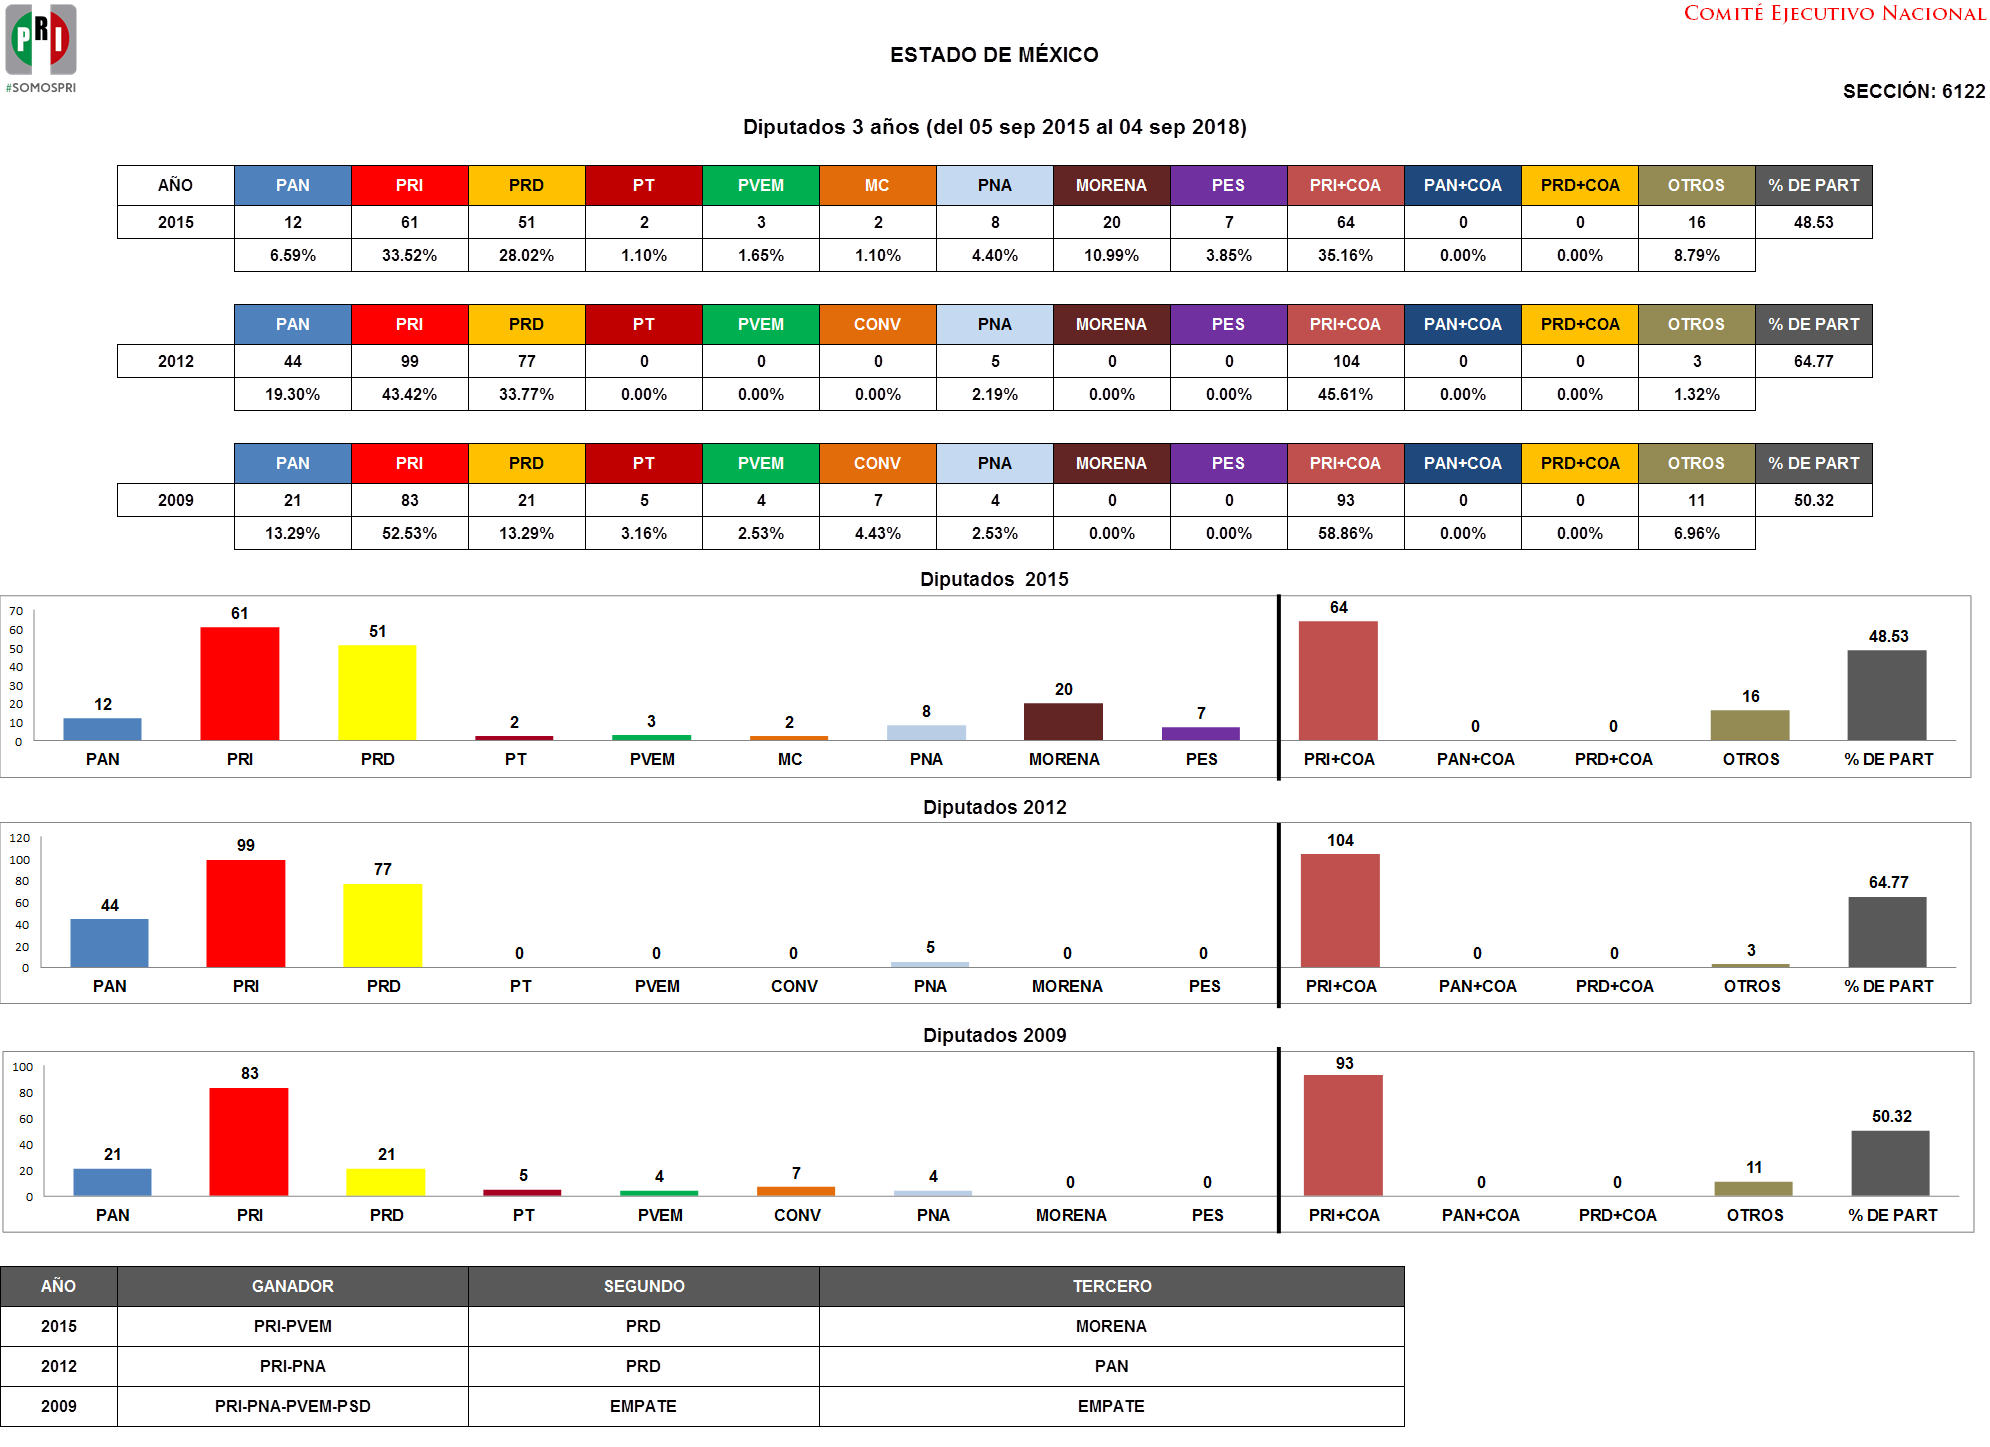 PRI
#SOMOSPRI
COMITÉ EJECUTIVO NACIONAL
ESTADO DE MÉXICO
SECCIÓN: 6122
Diputados 3 años (del 05 sep 2015 al 04 sep 2018)
AÑO PAN PRI PRD PT PVEM MC PNA MORENA PES PRI+COA PAN+COA PRD+COA OTROS % DE PART
2015 12 61 51 2 3 2 8 20 7 64 0 0 16 48.53
6.59% 33.52% 28.02% 1.10% 1.65% 1.10% 4.40% 10.99% 3.85% 35.16% 0.00% 0.00% 8.79%
PAN PRI PRD PT PVEM CONV PNA MORENA PES PRI+COA PAN+COA PRD+COA OTROS % DE PART
2012 44 99 77 0 0 0 5 0 0 104 0 0 3 64.77
19.30% 43.42% 33.77% 0.00% 0.00% 0.00% 2.19% 0.00% 0.00% 45.61% 0.00% 0.00% 1.32%
PAN PRI PRD PT PVEM CONV PNA MORENA PES PRI+COA PAN+COA PRD+COA OTROS % DE PART
2009 21 83 21 5 4 7 4 0 0 93 0 0 11 50.32
13.29% 52.53% 13.29% 3.16% 2.53% 4.43% 2.53% 0.00% 0.00% 58.86% 0.00% 0.00% 6.96%
Diputados 2015
70
60
50
40
30
20
10
0
12 61 51 2 3 2 8 20 7 64 0 0 16 48.53
PAN PRI PRD PT PVEM MC PNA MORENA PES PRI+COA PAN+COA PRD+COA OTROS % DE PART
Diputados 2012
120
100
80
60
40
20
0
44 99 77 0 0 0 5 0 0 104 0 0 3 64.77
PAN PRI PRD PT PVEM CONV PNA MORENA PES PRI+COA PAN+COA PRD+COA OTROS % DE PART
Diputados 2009
100
80
60
40
20
0
21 83 21 5 4 7 4 0 0 93 0 0 11 50.32
PAN PRI PRD PT PVEM CONV PNA MORENA PES PRI+COA PAN+COA PRD+COA OTROS % DE PART
AÑO GANADOR SEGUNDO TERCERO
2015 PRI-PVEM PRD MORENA
2012 PRI-PNA PRD PAN
2009 PRI-PNA-PVEM-PSD EMPATE EMPATE